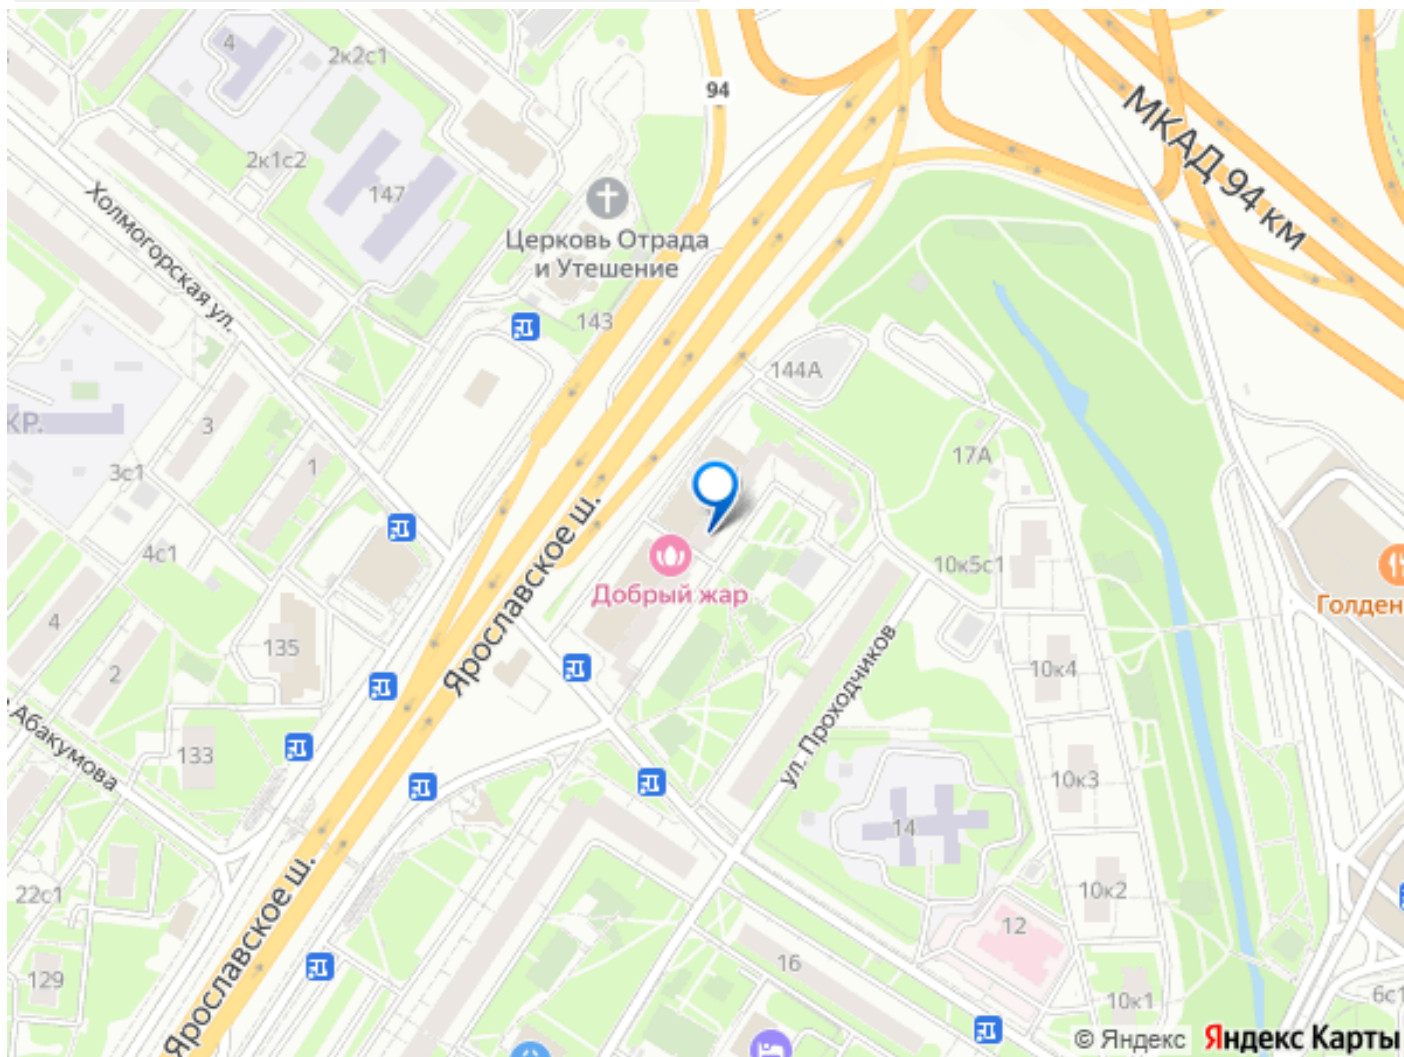 4
2к2с1
94
МКАД 94 км
2к1с2
147
Холмогорская ул.
Церковь Отрада
и Утешение
143
144А
КР.
3
3с1
1
17А
Ярославское ш.
4с1
10к5с1
Добрый жар
Голден
4
135
2
10к4
ул. Проходчиков
Абакумова
133
10к3
14
22с1
Ярославское ш.
10к2
12
129
16
10к1
6с1
© Яндекс Яндекс Карты